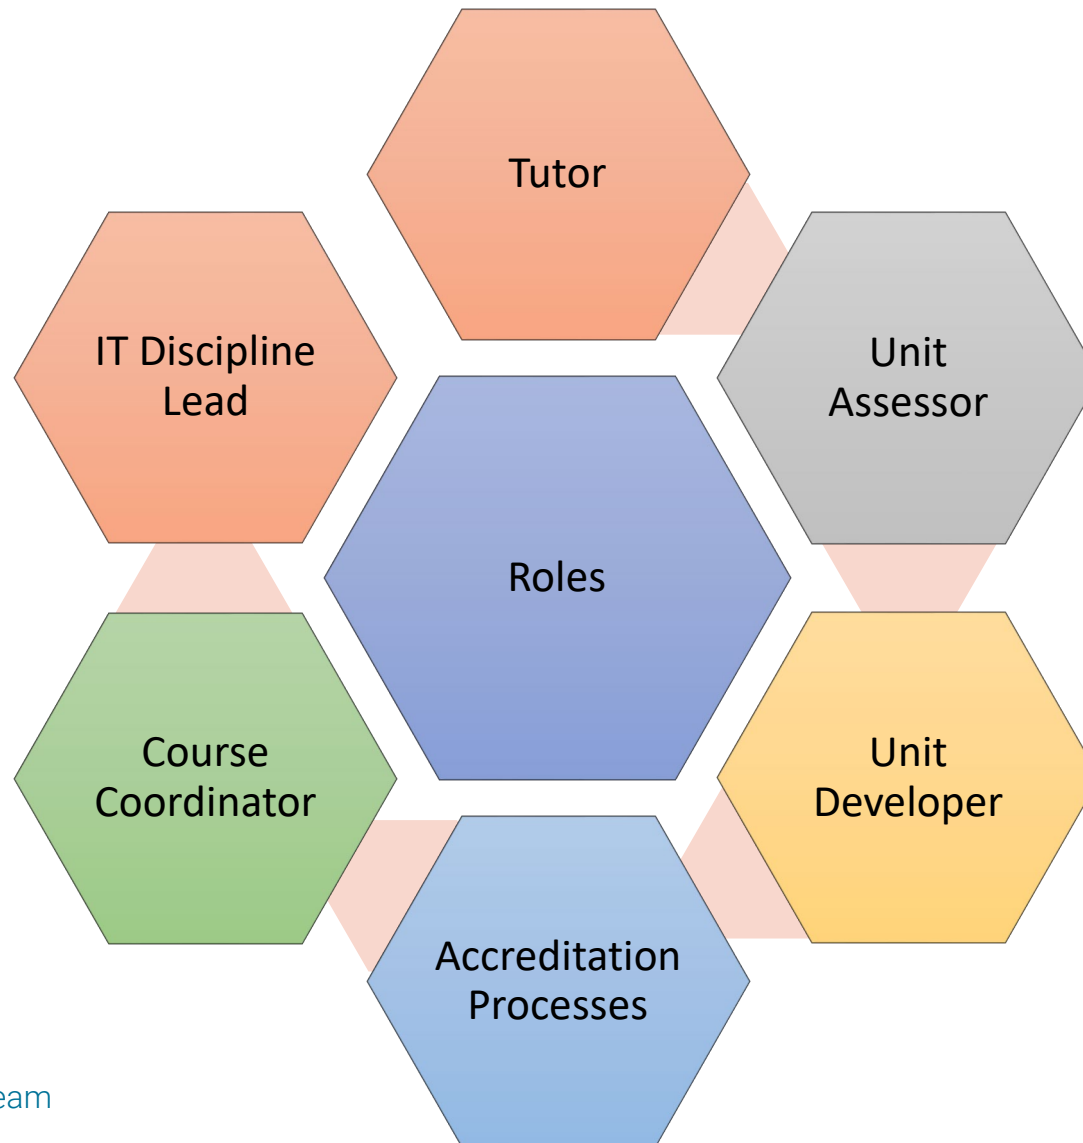 Tutor
IT Discipline
Lead
Unit
Assessor
Roles
Course
Coordinator
Unit
Developer
Accreditation
Processes